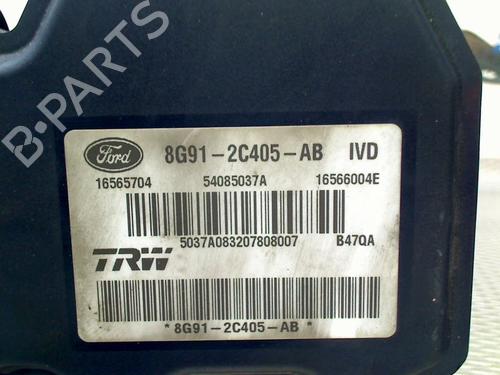 B-PARTS
Ford 8G91-2C405-AB IVD
16565704 54085037A 16566004E
5037A083207808007 B47QA
TRW
*8G91-2C405-AB*